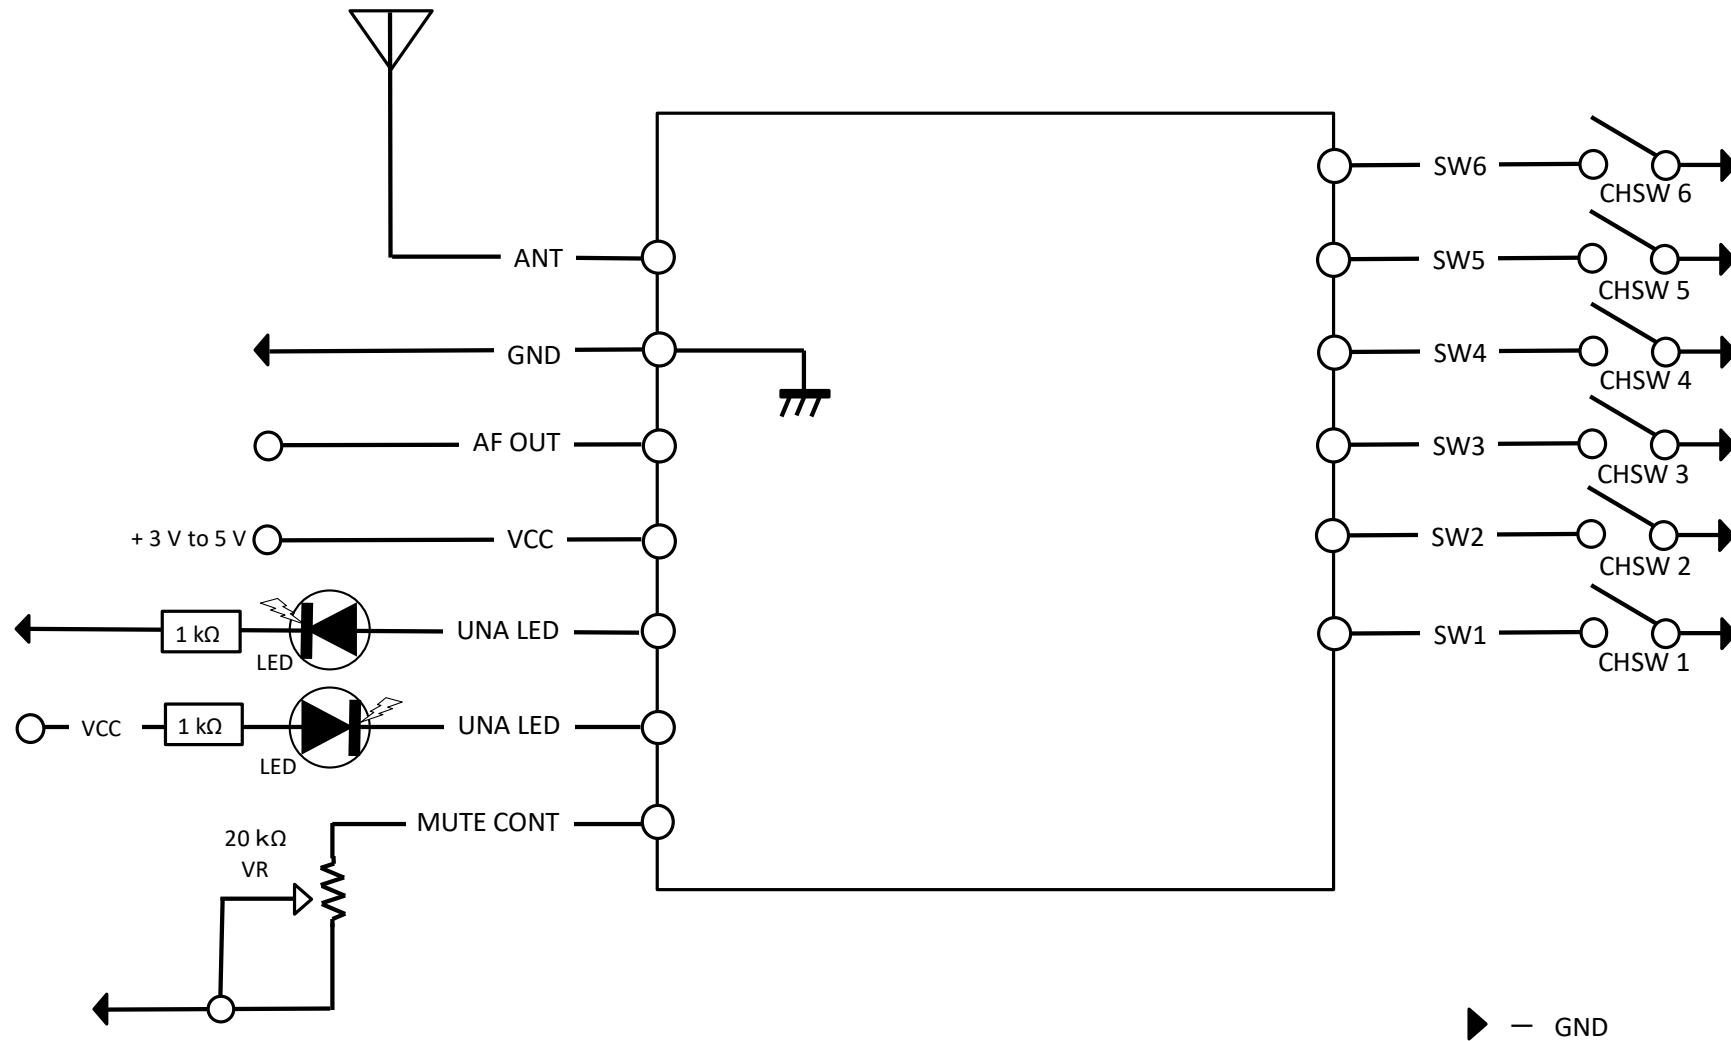 ANT
GND
AF OUT
+ 3 V to 5 V
VCC
1 kΩ
LED
UNA LED
VCC
1 kΩ
LED
UNA LED
MUTE CONT
20 kΩ
VR
SW6
CHSW 6
SW5
CHSW 5
SW4
CHSW 4
SW3
CHSW 3
SW2
CHSW 2
SW1
CHSW 1
– GND